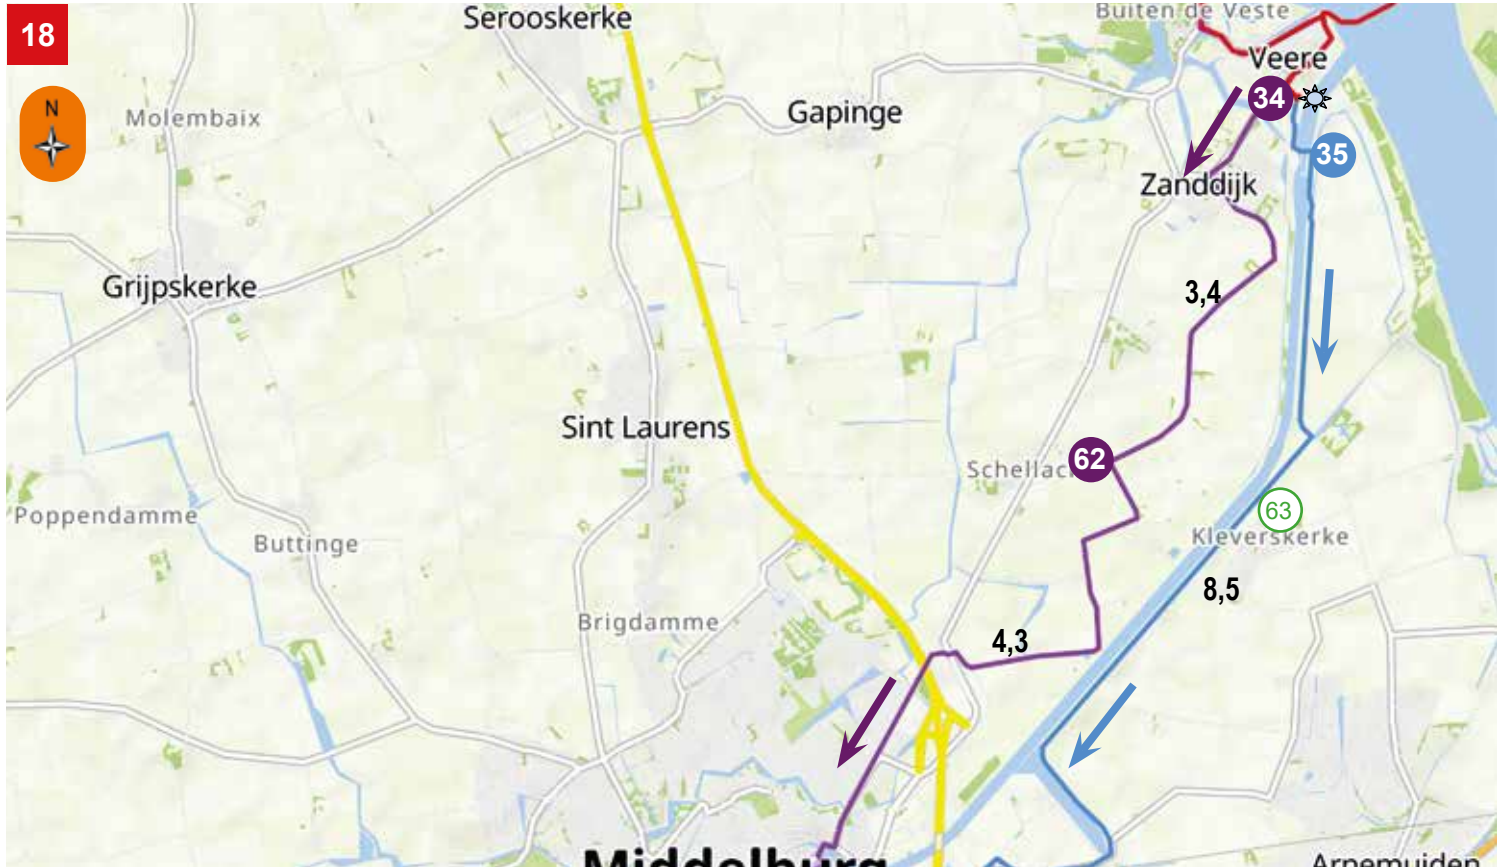 18
Serooskerke
Buiten de Veste
Veere
N
34
Molembaix
Gapinge
35
Zanddijk
Grijpskerke
3,4
Sint Laurens
62
Schellac
Poppendamme
63
Kleverskerke
Buttinge
8,5
Brigdamme
4,3
Middelburg
Arnemuiden